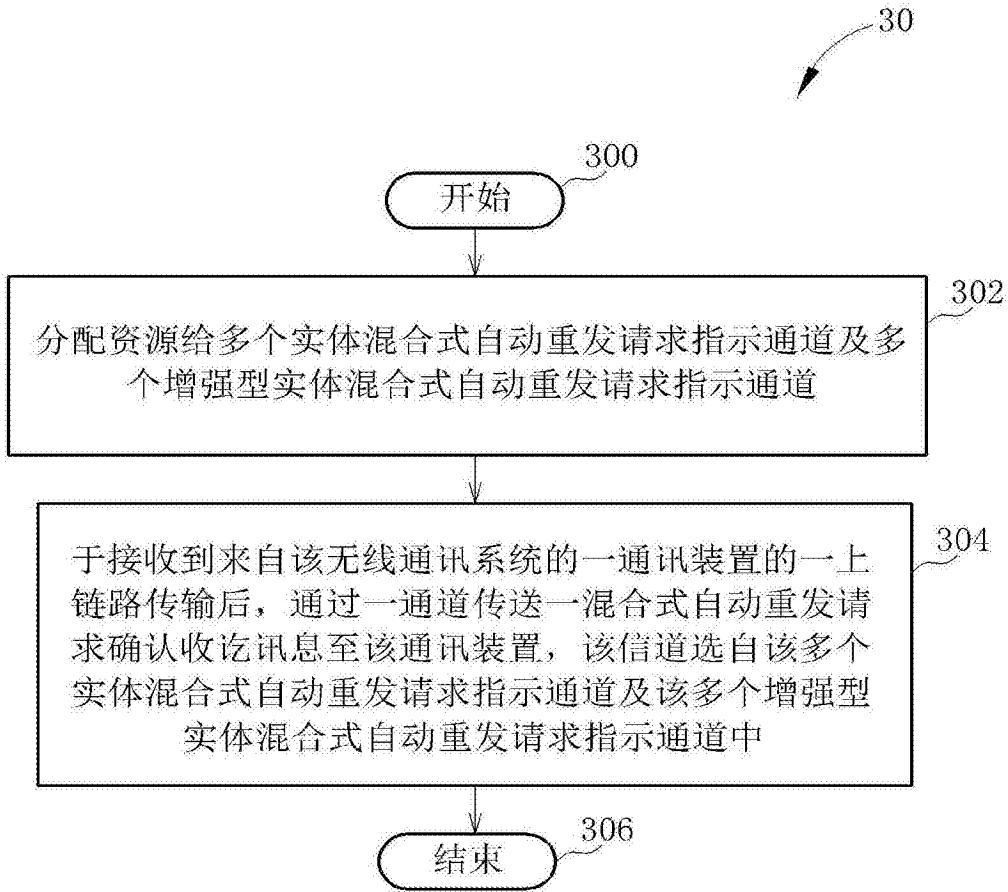 30
300
开始
302
分配资源给多个实体混合式自动重发请求指示通道及多
个增强型实体混合式自动重发请求指示通道
304
于接收到来自该无线通讯系统的一通讯装置的一上
链路传输后，通过一通道传送一混合式自动重发请
求确认收讫讯息至该通讯装置，该信道选自该多个
实体混合式自动重发请求指示通道及该多个增强型
实体混合式自动重发请求指示通道中
306
结束